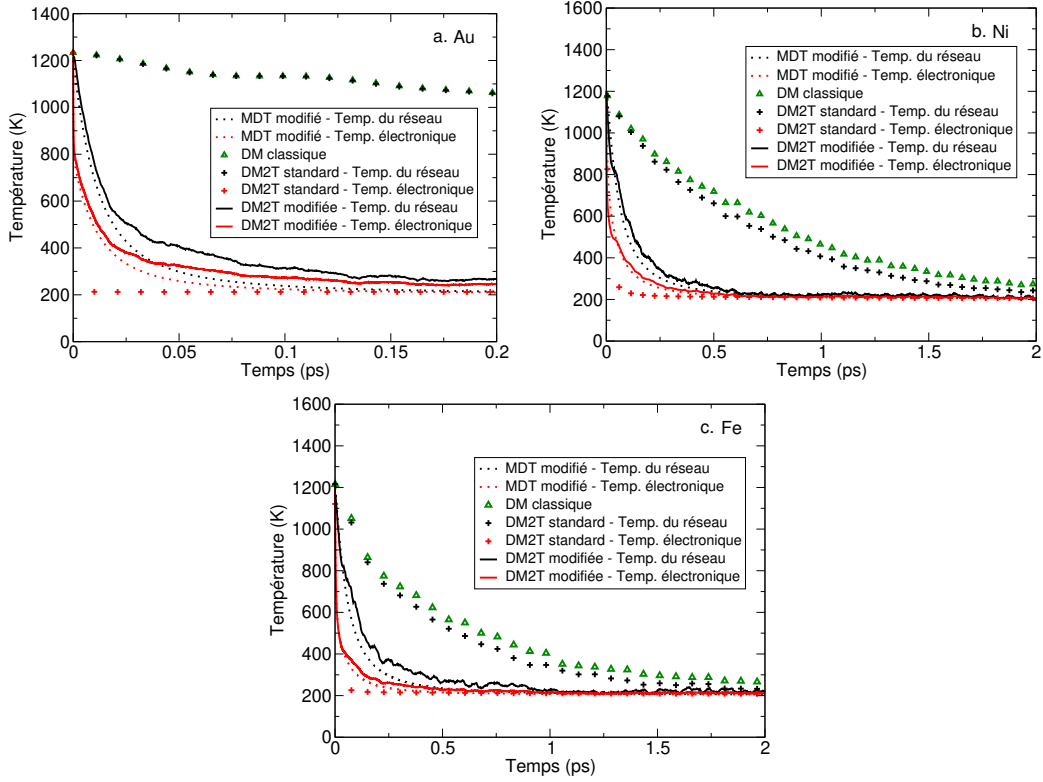 a. Au
Température (K)
1400
1200
1000
800
600
400
200
0
MDT modifié - Temp. du réseau
MDT modifié - Temp. électronique
DM classique
DM2T standard - Temp. du réseau
DM2T standard - Temp. électronique
DM2T modifiée - Temp. du réseau
DM2T modifiée - Temp. électronique
0 0.05 0.1 0.15 0.2
Temps (ps)
b. Ni
Température (K)
1600
1400
1200
1000
800
600
400
200
0
MDT modifié - Temp. du réseau
MDT modifié - Temp. électronique
DM classique
DM2T standard - Temp. du réseau
DM2T standard - Temp. électronique
DM2T modifiée - Temp. du réseau
DM2T modifiée - Temp. électronique
0 0.5 1 1.5 2
Temps (ps)
c. Fe
Température (K)
1600
1400
1200
1000
800
600
400
200
0
MDT modifié - Temp. du réseau
MDT modifié - Temp. électronique
DM classique
DM2T standard - Temp. du réseau
DM2T standard - Temp. électronique
DM2T modifiée - Temp. du réseau
DM2T modifiée - Temp. électronique
0 0.5 1 1.5 2
Temps (ps)